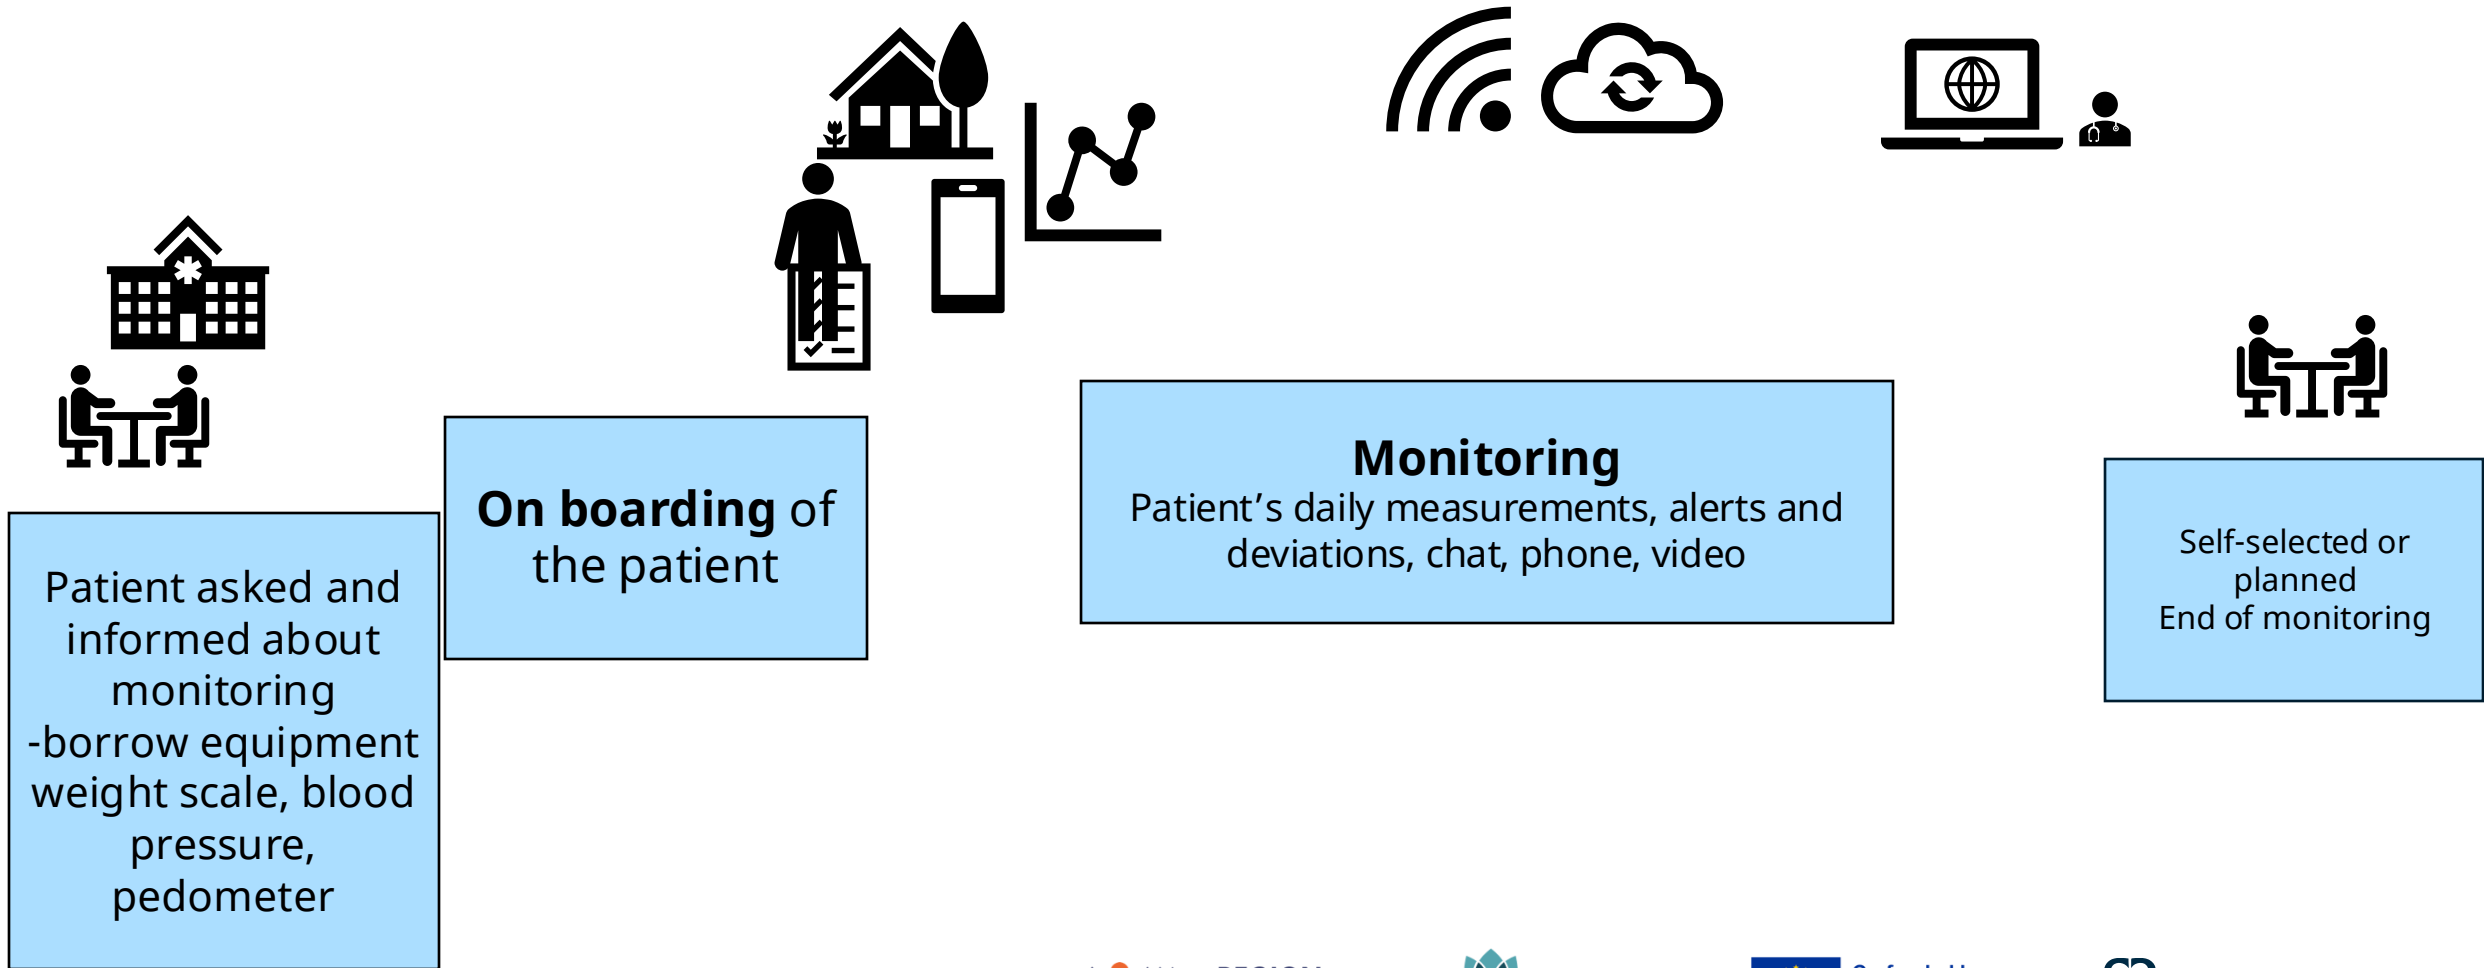 Patient asked and
informed about
monitoring
-borrow equipment
weight scale, blood
pressure,
pedometer
On boarding of
the patient
Monitoring
Patient’s daily measurements, alerts and
deviations, chat, phone, video
Self-selected or
planned
End of monitoring